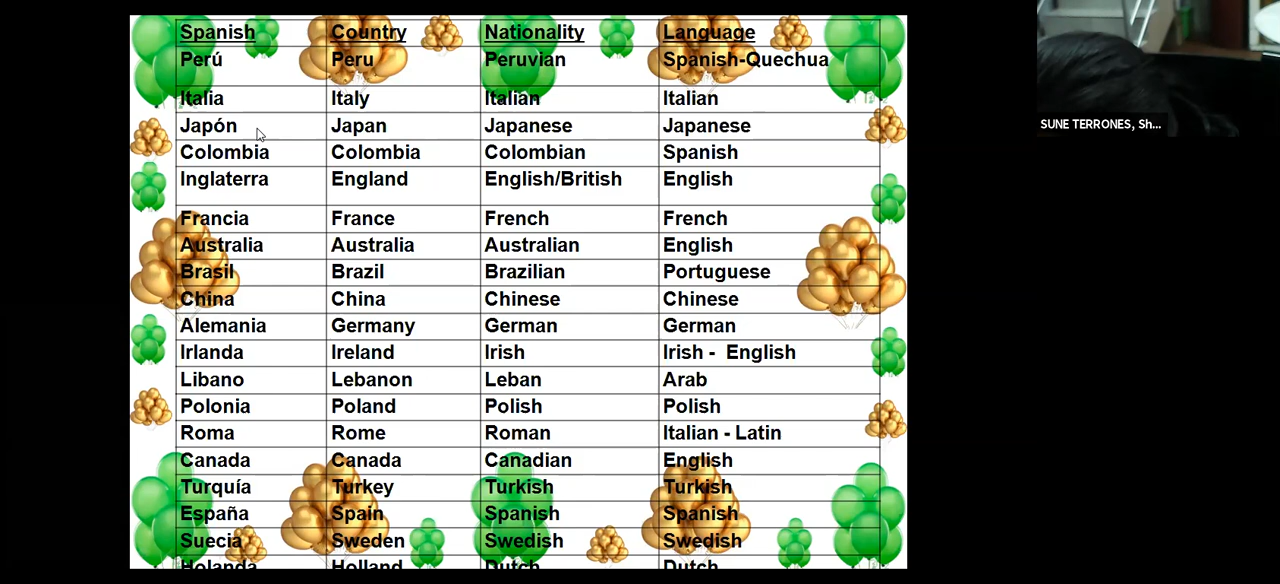 Spanish Country Nationality Language
Perú Peru Peruvian Spanish-Quechua
Italia Italy Italian Italian
Japón Japan Japanese Japanese
Colombia Colombia Colombian Spanish
Inglaterra England English/British English
Francia France French French
Australia Australia Australian English
Brasil Brazil Brazilian Portuguese
China China Chinese Chinese
Alemania Germany German German
Irlanda Ireland Irish Irish - English
Libano Lebanon Leban Arab
Polonia Poland Polish Polish
Roma Rome Roman Italian - Latin
Canada Canada Canadian English
Turquía Turkey Turkish Turkish
España Spain Spanish Spanish
Suecia Sweden Swedish Swedish
Holanda Holland Dutch Dutch
SUNE TERRONES, Sh...